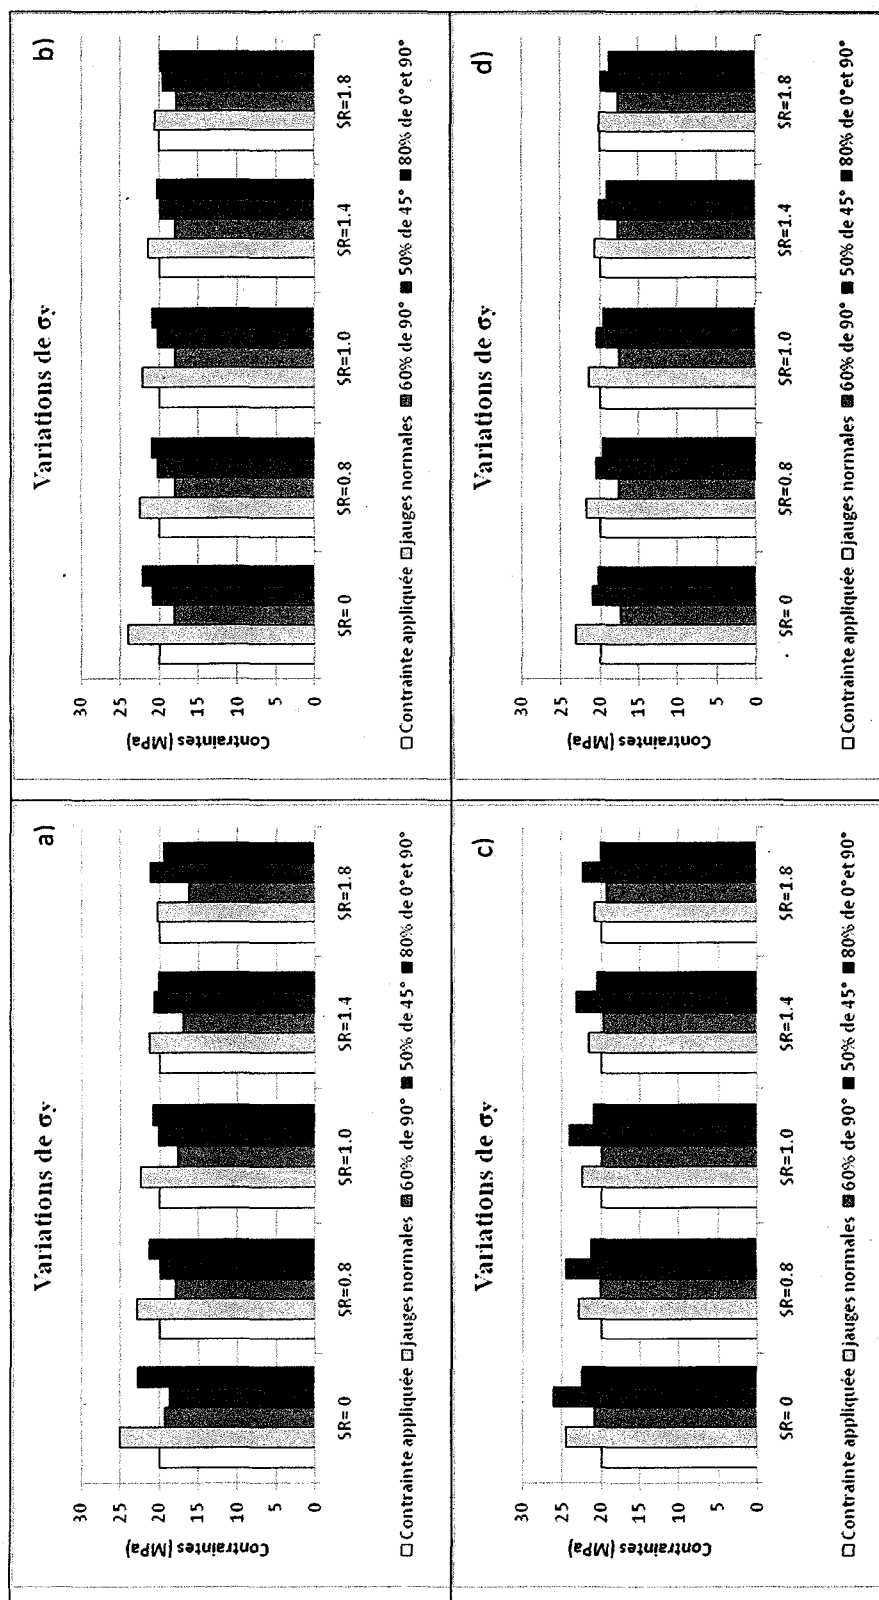 a)
Variations de σy
Contraintes (MPa)
30
25
20
15
10
5
0
SR= 0 SR=0.8 SR=1.0 SR=1.4 SR=1.8
Contrainte appliquée jauges normales 60% de 90° 50% de 45° 80% de 0°et 90°
b)
Variations de σy
Contraintes (MPa)
30
25
20
15
10
5
0
SR= 0 SR=0.8 SR=1.0 SR=1.4 SR=1.8
Contrainte appliquée jauges normales 60% de 90° 50% de 45° 80% de 0°et 90°
c)
Variations de σy
Contraintes (MPa)
30
25
20
15
10
5
0
SR= 0 SR=0.8 SR=1.0 SR=1.4 SR=1.8
Contrainte appliquée jauges normales 60% de 90° 50% de 45° 80% de 0°et 90°
d)
Variations de σy
Contraintes (MPa)
30
25
20
15
10
5
0
SR= 0 SR=0.8 SR=1.0 SR=1.4 SR=1.8
Contrainte appliquée jauges normales 60% de 90° 50% de 45° 80% de 0°et 90°